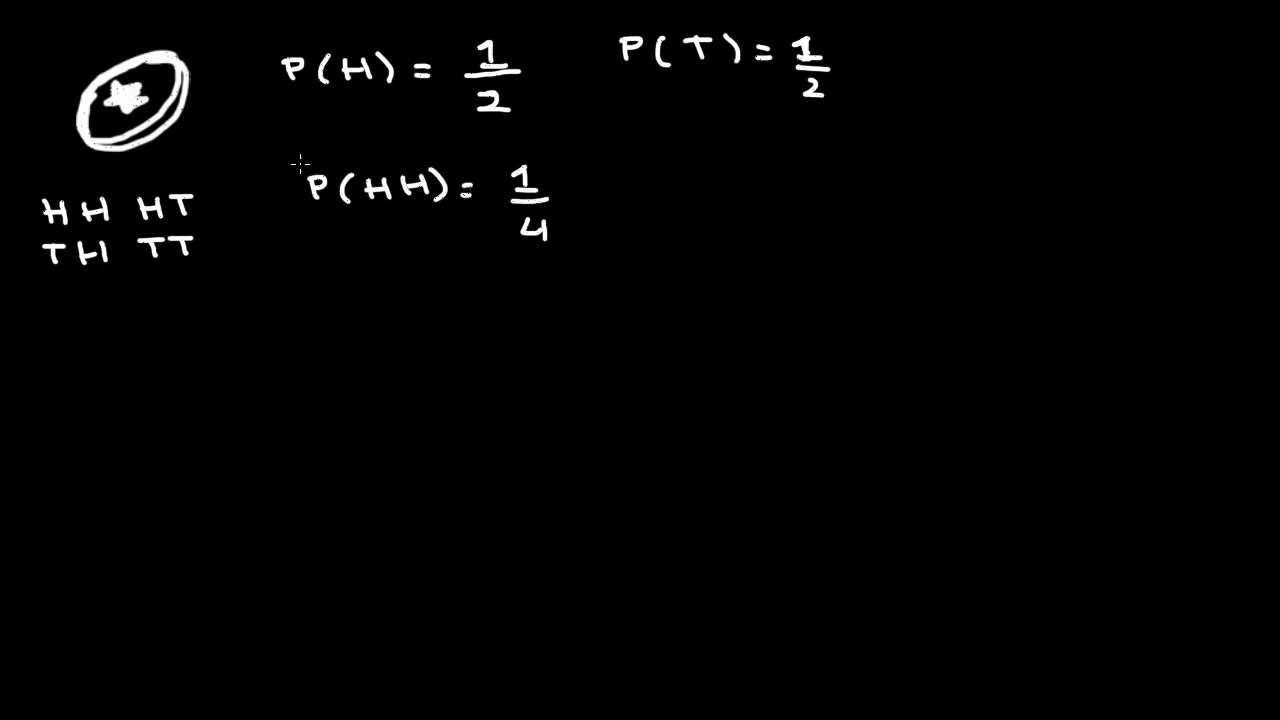 P(H) = 1/2
P(T) = 1/2
P(HH) = 1/4
HH HT
TH TT